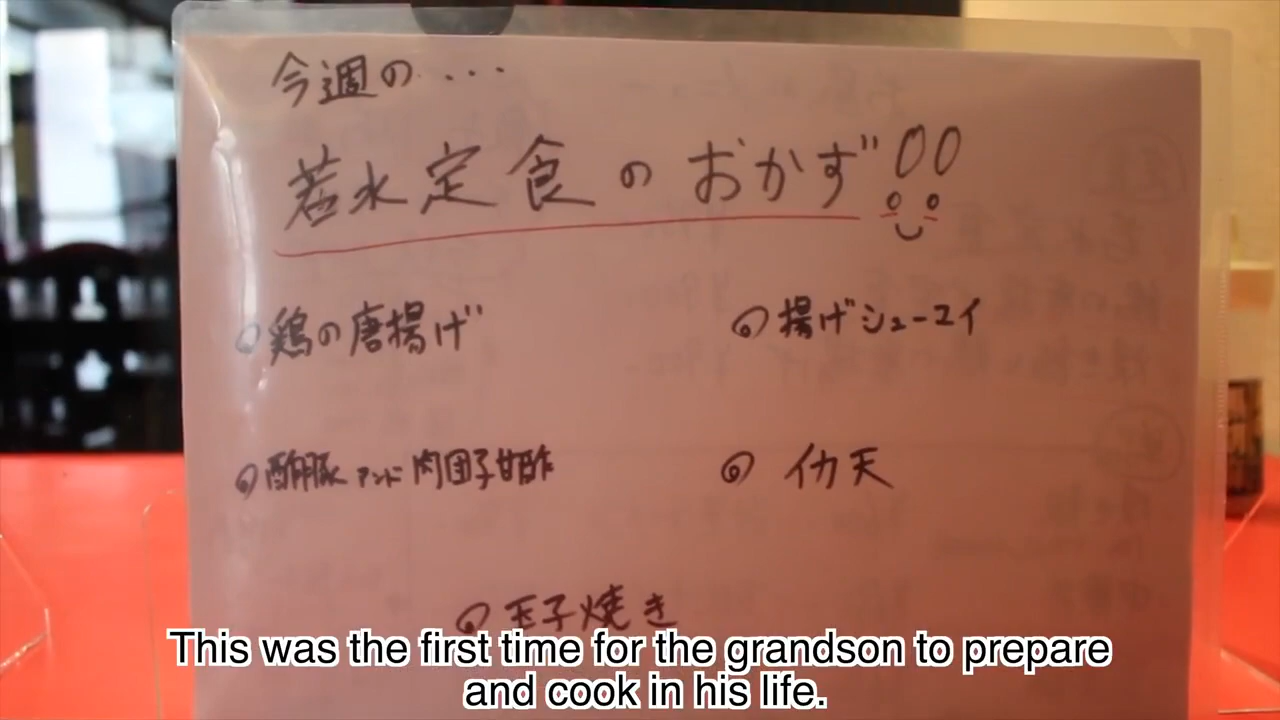 今週の....
若水定食のおかず
鶏の唐揚げ
揚げシューマイ
酢豚アンド肉団子甘酢
イカ天
玉子焼き
This was the first time for the grandson to prepare
and cook in his life.